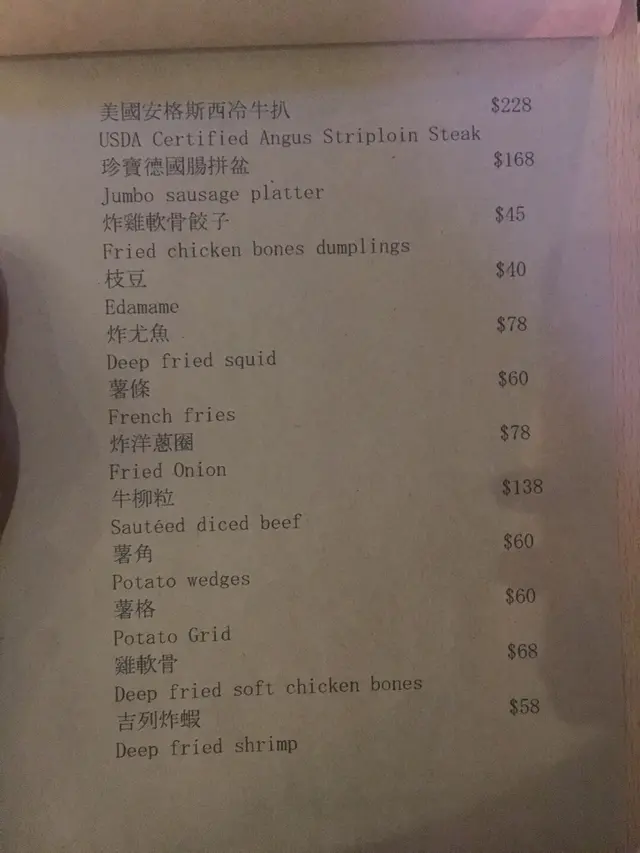 美國安格斯西冷牛扒 $228
USDA Certified Angus Striploin Steak
珍寶德國腸拼盆 $168
Jumbo sausage platter
炸雞軟骨餃子 $45
Fried chicken bones dumplings
枝豆 $40
Edamame
炸尤魚 $78
Deep fried squid
薯條 $60
French fries
炸洋蔥圈 $78
Fried Onion
牛柳粒 $138
Sautéed diced beef
薯角 $60
Potato wedges
薯格 $60
Potato Grid
雞軟骨 $68
Deep fried soft chicken bones
吉列炸蝦 $58
Deep fried shrimp